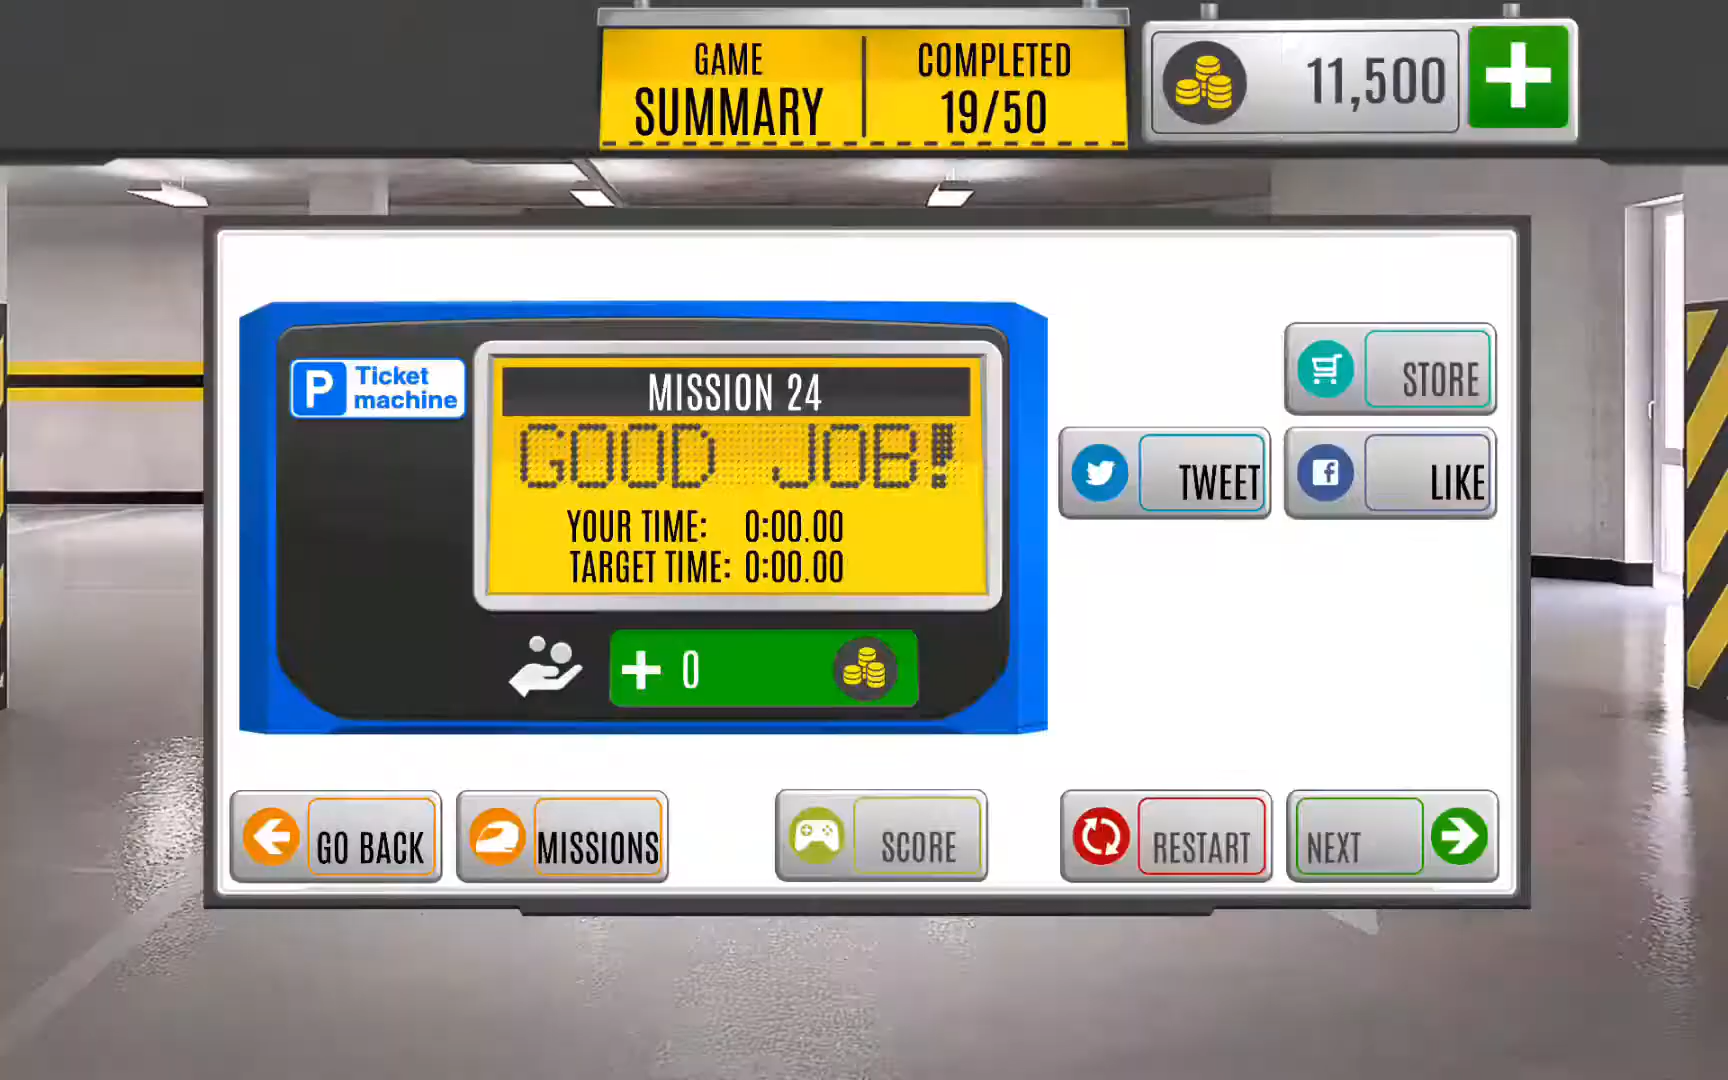 GAME
SUMMARY
COMPLETED
19/50
11,500
P
Ticket
machine
MISSION 24
GOOD JOB!
YOUR TIME: 0:00.00
TARGET TIME: 0:00.00
+ 0
STORE
TWEET
LIKE
GO BACK
MISSIONS
SCORE
RESTART
NEXT